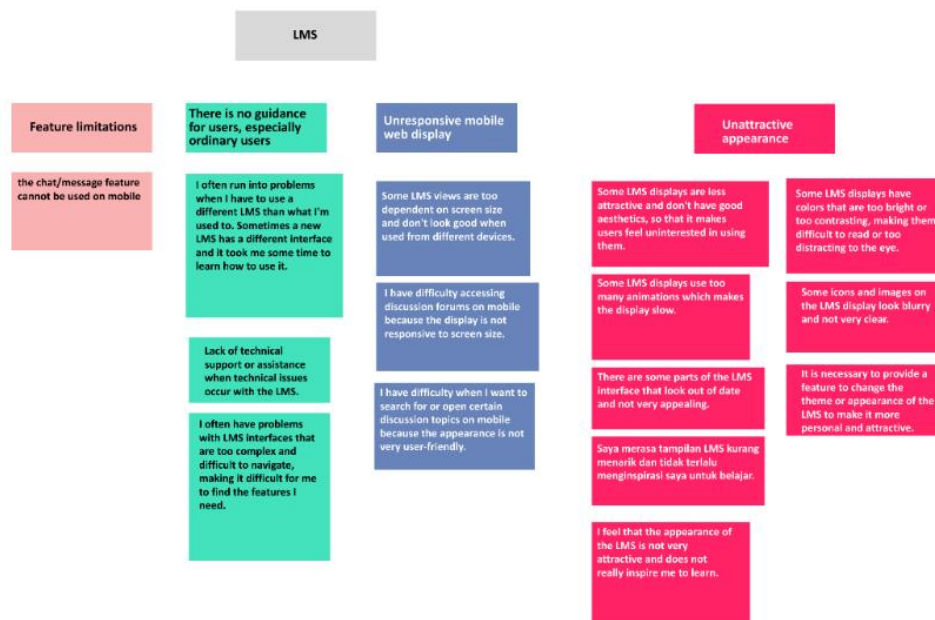 LMS
Feature limitations
the chat/message feature
cannot be used on mobile
There is no guidance
for users, especially
ordinary users
I often run into problems
when I have to use a
different LMS than what I'm
used to. Sometimes a new
LMS has a different interface
and it took me some time to
learn how to use it.
Lack of technical
support or assistance
when technical issues
occur with the LMS.
I often have problems
with LMS interfaces that
are too complex and
difficult to navigate,
making it difficult for me
to find the features I
need.
Unresponsive mobile
web display
Some LMS views are too
dependent on screen size
and don't look good when
used from different devices.
I have difficulty accessing
discussion forums on mobile
because the display is not
responsive to screen size.
I have difficulty when I want to
search for or open certain
discussion topics on mobile
because the appearance is not
very user-friendly.
Unattractive
appearance
Some LMS displays are less
attractive and don't have good
aesthetics, so that it makes
users feel uninterested in using
them.
Some LMS displays use too
many animations which makes
the display slow.
There are some parts of the LMS
interface that look out of date
and not very appealing.
Saya merasa tampilan LMS kurang
menarik dan tidak terlalu
menginspirasi saya untuk belajar.
I feel that the appearance of
the LMS is not very
attractive and does not
really inspire me to learn.
Some LMS displays have
colors that are too bright or
too contrasting, making them
difficult to read or too
distracting to the eye.
Some icons and images on
the LMS display look blurry
and not very clear.
It is necessary to provide a
feature to change the
theme or appearance of the
LMS to make it more
personal and attractive.